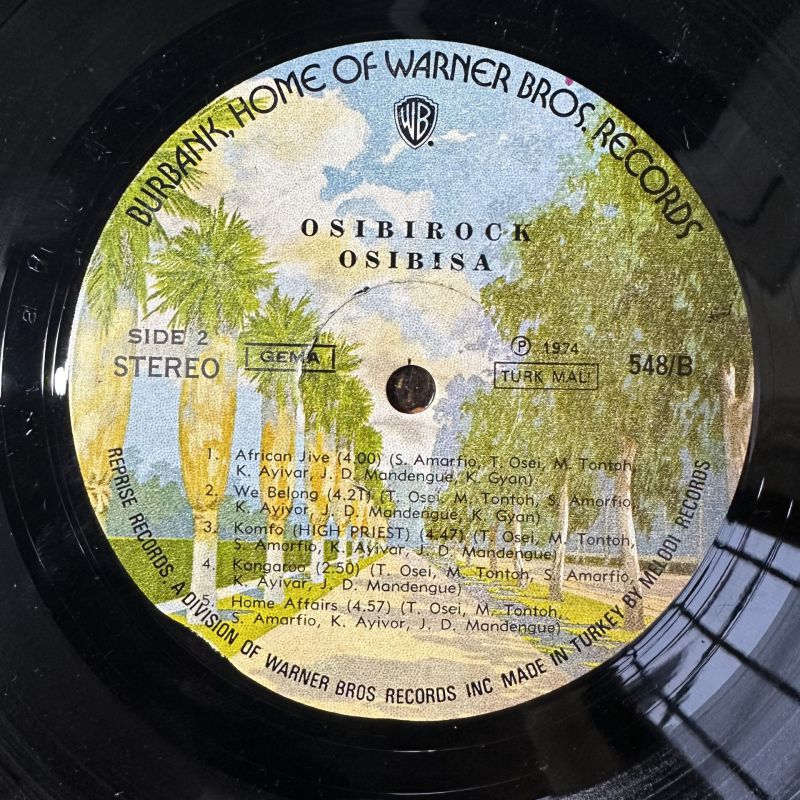 BURBANK, HOME OF WARNER BROS. RECORDS
WB
OSIBIROCK
OSIBISA
SIDE 2
STEREO
GEMA
Ⓟ 1974
TÜRK MALI
548/B
1. African Jive (4.00) (S. Amarfio, T. Osei, M. Tontoh,
K. Ayivar, J. D. Mandengue, K. Gyan)
2. We Belong (4.21) (T. Osei, M. Tontoh, S. Amorfio,
K. Ayivor, J. D. Mandengue, K. Gyan)
3. Komfo (HIGH PRIEST) (4.47) (T. Osei, M. Tontoh,
S. Amorfio, K. Ayivar, J. D. Mandengue)
4. Kangaroo (2.50) (T. Osei, M. Tontoh, S. Amorfio,
K. Ayivar, J. D. Mandengue)
5. Home Affairs (4.57) (T. Osei, M. Tontoh,
S. Amarfio, K. Ayivor, J. D. Mandengue)
REPRISE RECORDS. A DIVISION OF WARNER BROS RECORDS INC MADE IN TURKEY BY MELODI RECORDS